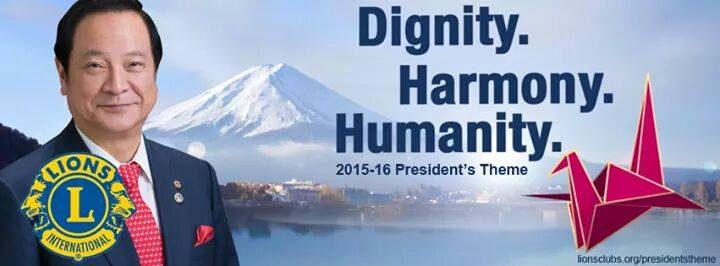 Dignity.
Harmony.
Humanity.
2015-16 President's Theme
LIONS
L
INTERNATIONAL
lionsclubs.org/presidentstheme